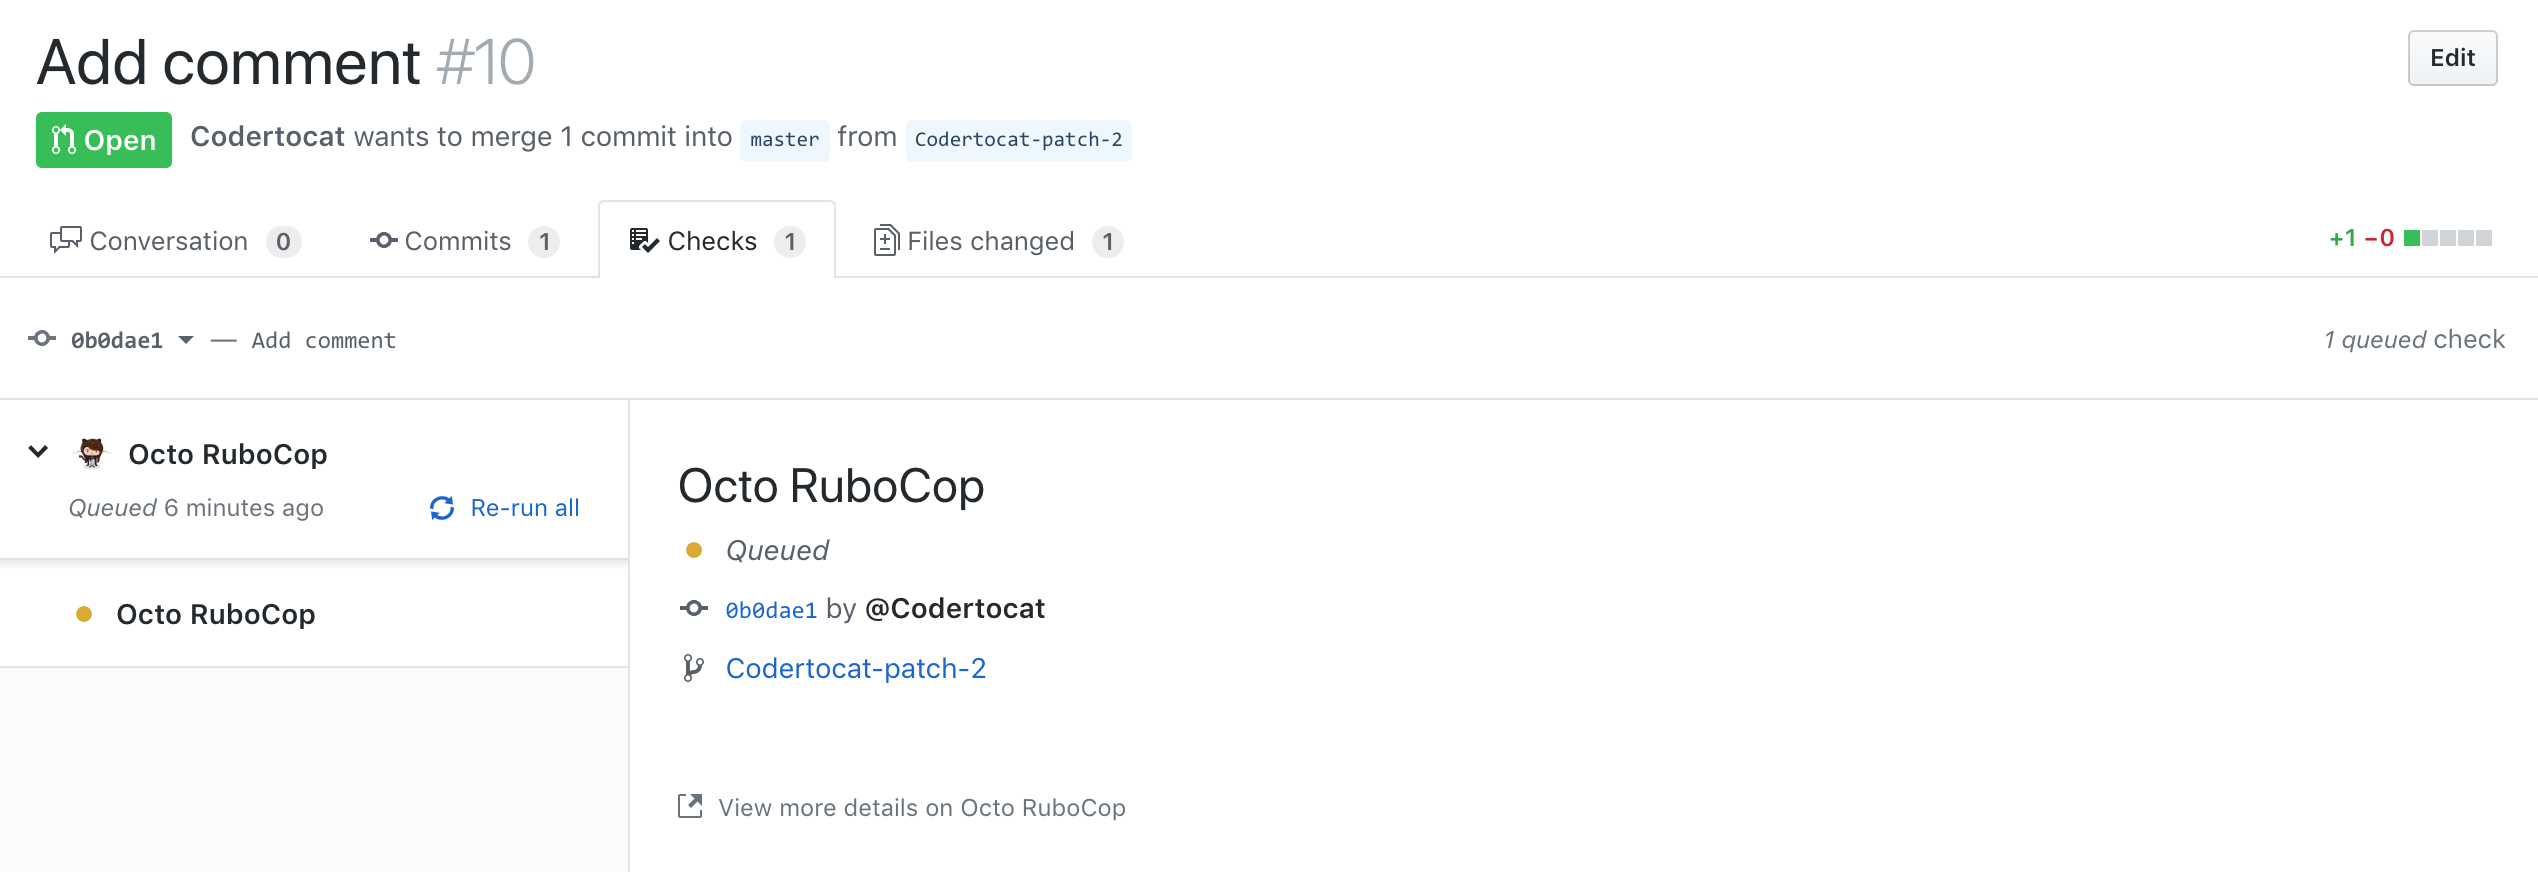 Add comment #10
Edit
Open Codertocat wants to merge 1 commit into master from Codertocat-patch-2
Conversation 0 Commits 1 Checks 1 Files changed 1 +1 −0
0b0dae1 — Add comment
1 queued check
Octo RuboCop
Queued 6 minutes ago Re-run all
Octo RuboCop
Octo RuboCop
Queued
0b0dae1 by @Codertocat
Codertocat-patch-2
View more details on Octo RuboCop